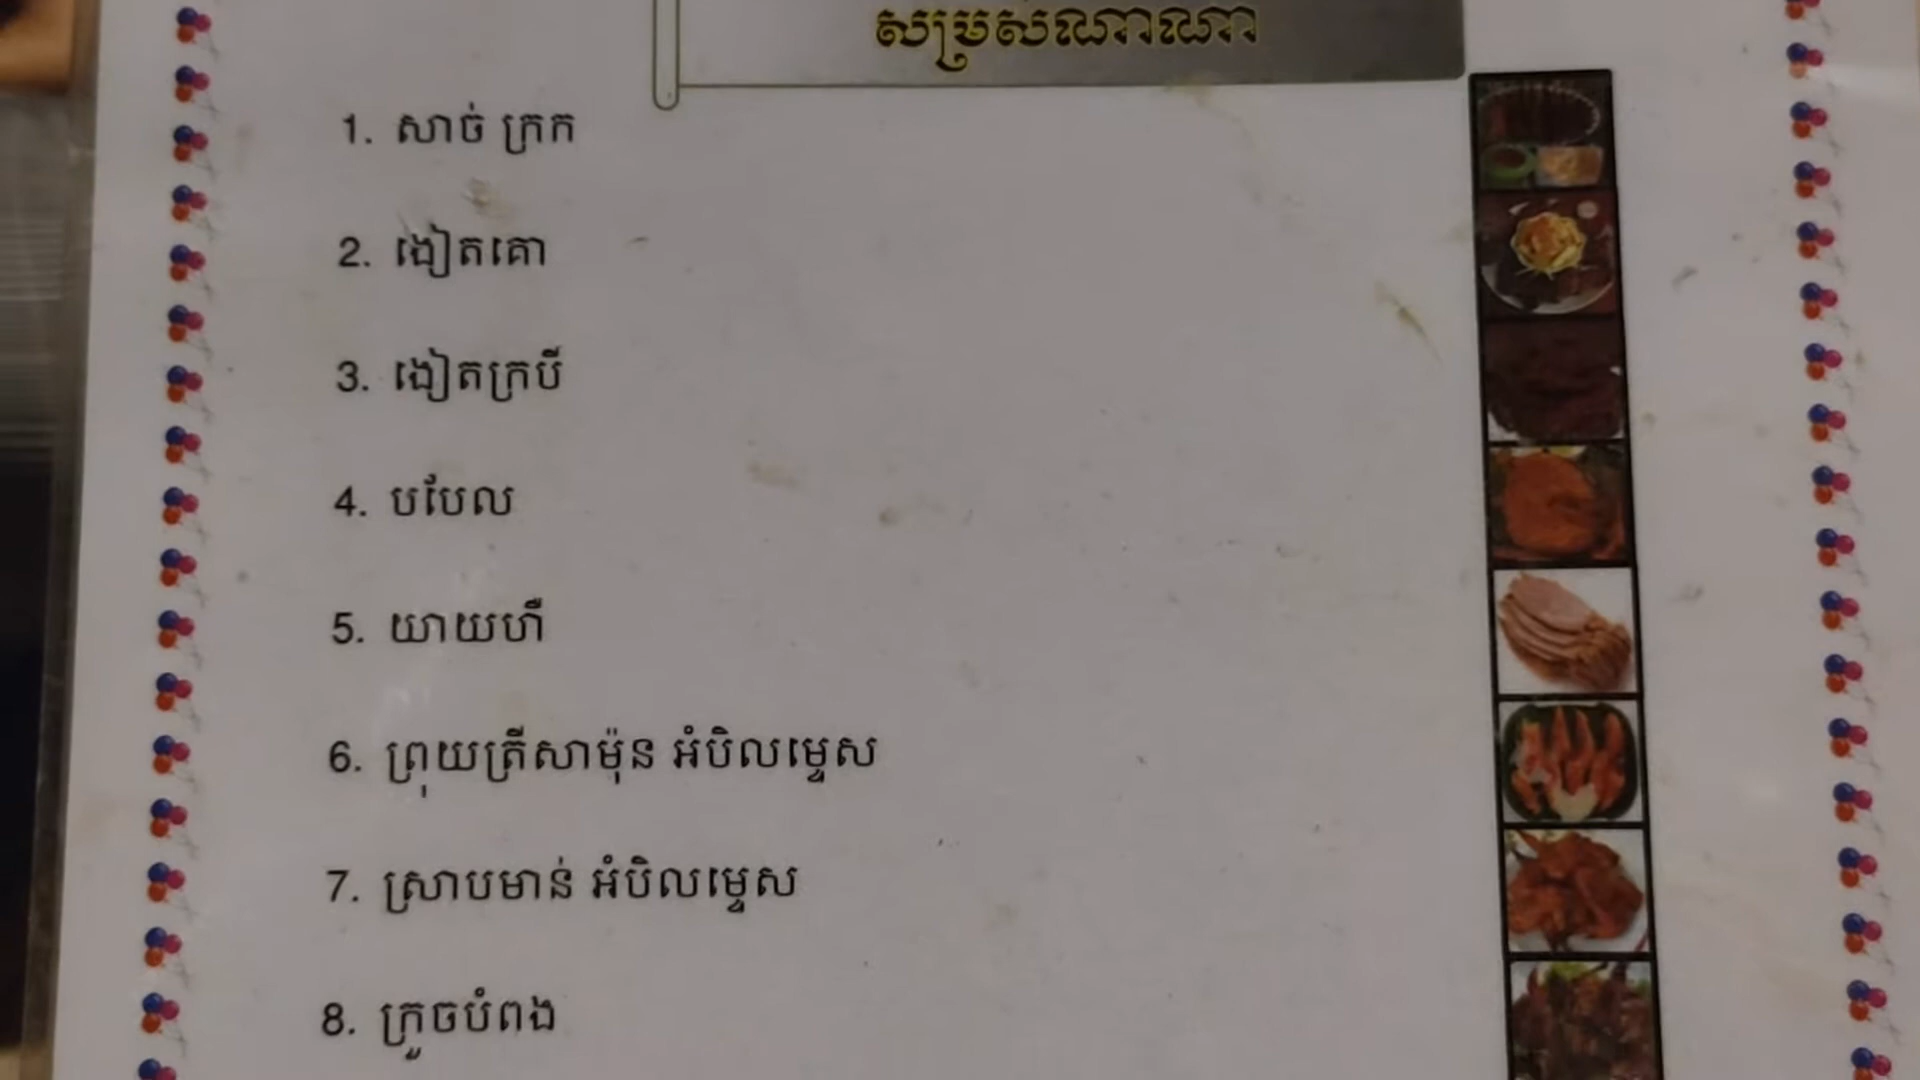 សម្រស់ណាណា
1. សាច់ ក្រក
2. ងៀតគោ
3. ងៀតក្របី
4. បបែល
5. យាយហឺ
6. ព្រុយត្រីសាម៉ុន អំបិលម្ទេស
7. ស្រាបមាន់ អំបិលម្ទេស
8. ក្រួចបំពង